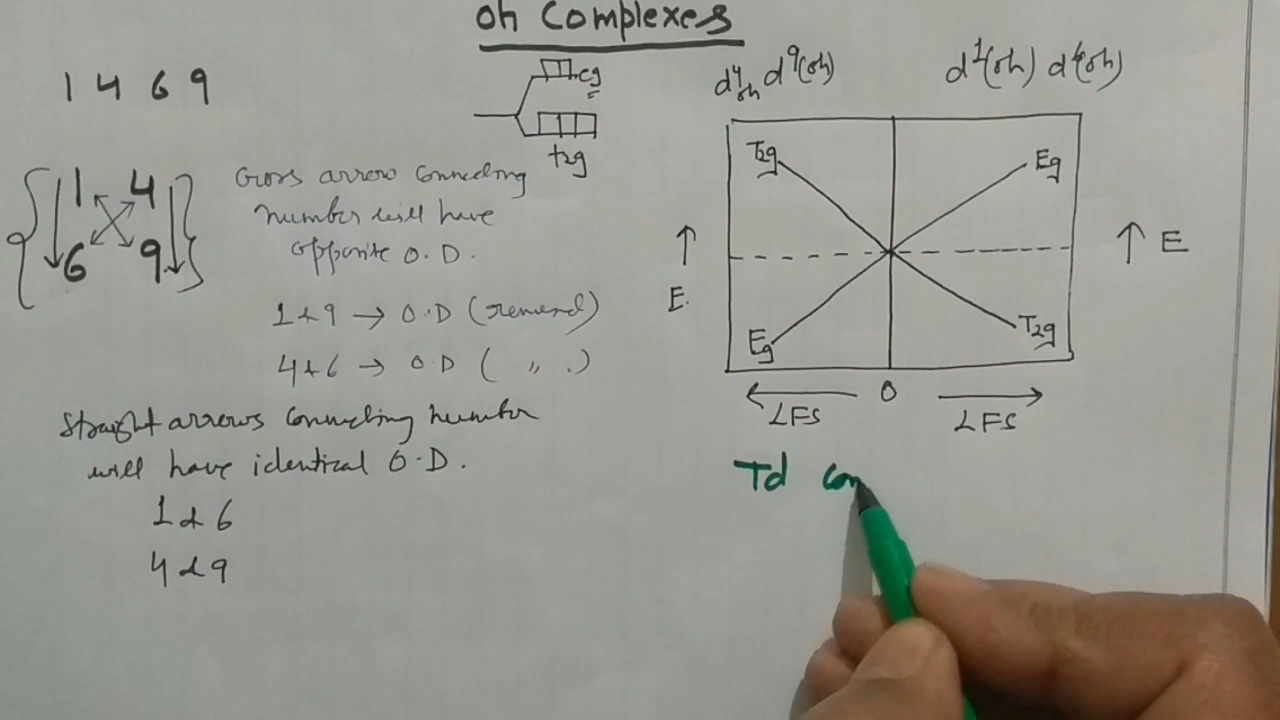 Oh Complexes
1 4 6 9
eg
t2g
1 4
6 9
Cross arrow connecting
number will have
opposite O.D.
1 & 9 → O.D (reversed)
4 & 6 → O.D ( ,, .)
Straight arrows connecting number
will have identical O.D.
1 & 6
4 & 9
d⁴oh d⁹(oh)
d¹(oh) d⁶(oh)
T2g
Eg
Eg
T2g
↑ E.
↑ E
0
← LFS
→ LFS
Td com